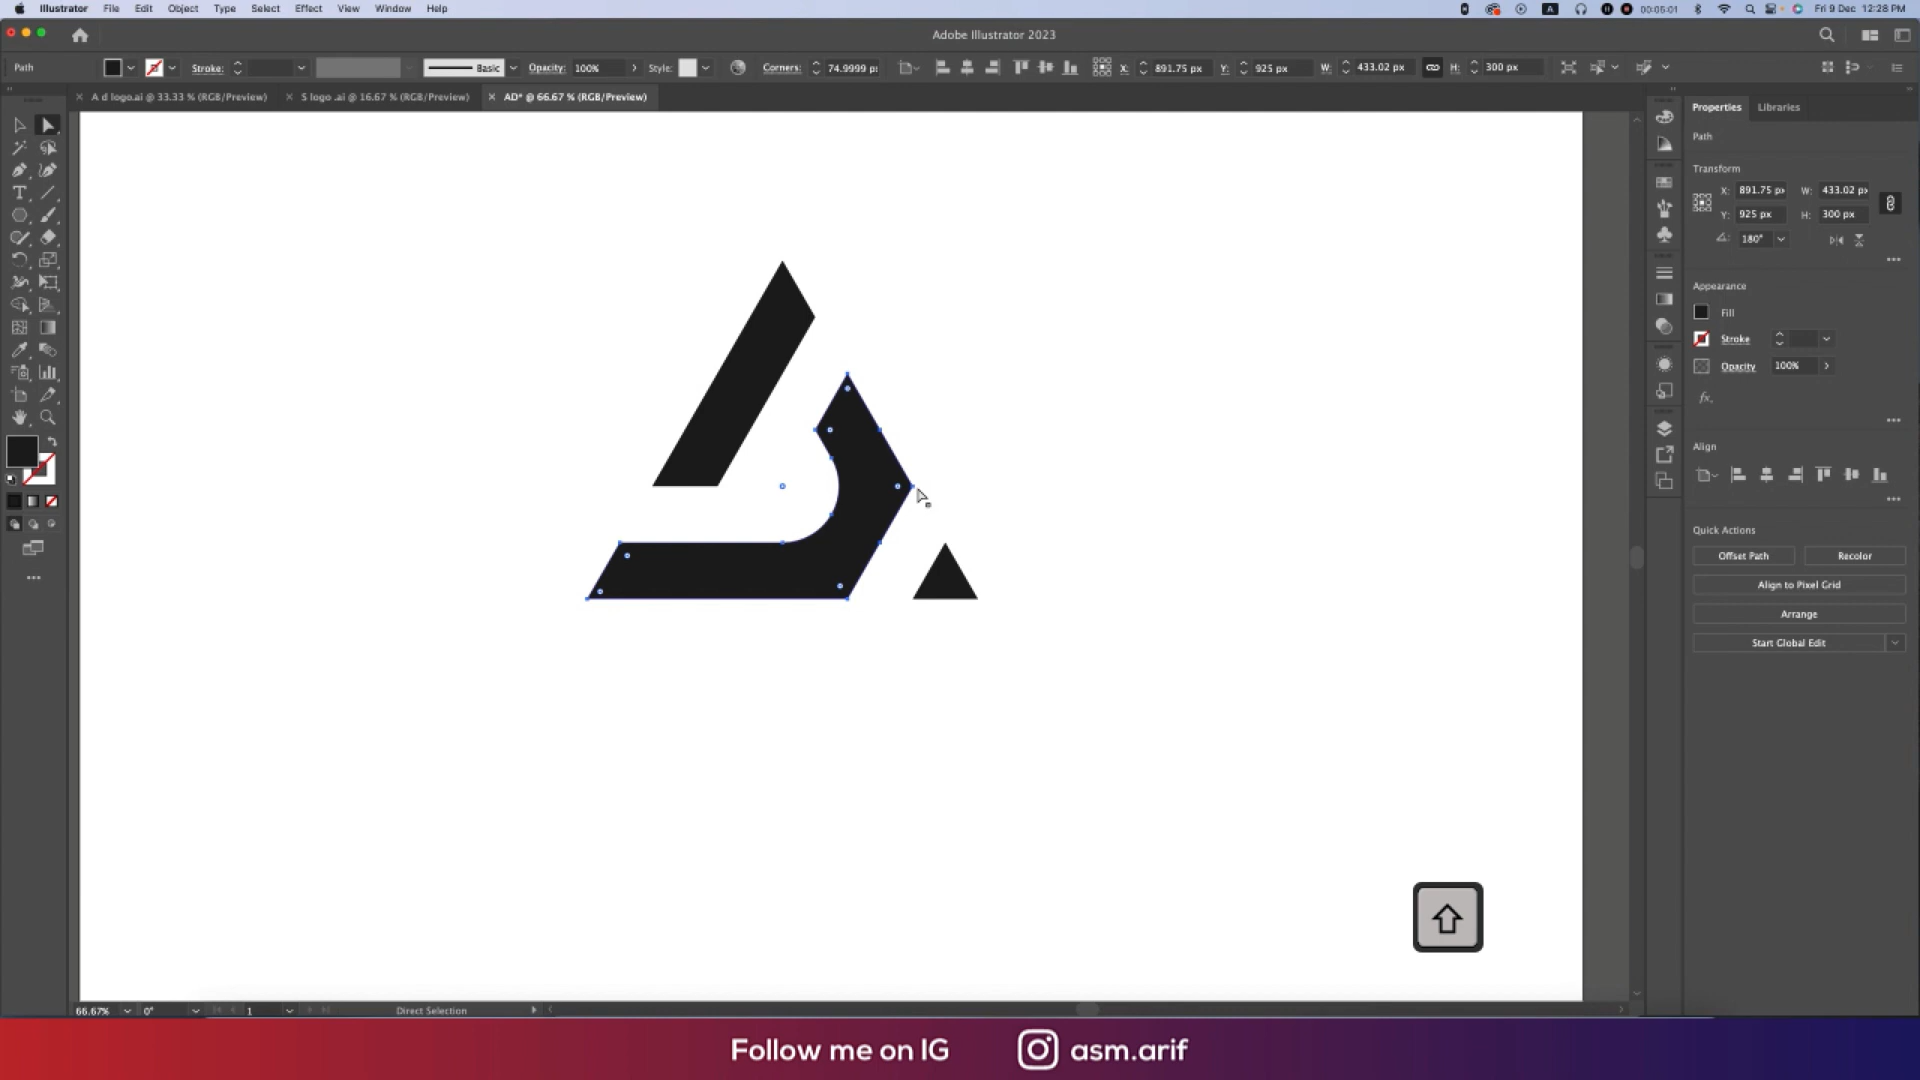 Illustrator File Edit Object Type Select Effect View Window Help
A 00:05:01 Fri 9 Dec 12:28 PM
Adobe Illustrator 2023
Path Stroke: Basic Opacity: 100% Style: Corners: 74.9999 p X: 891.75 px Y: 925 px W: 433.02 px H: 300 px
A d logo.ai @ 33.33 % (RGB/Preview) S logo .ai @ 16.67 % (RGB/Preview) AD* @ 66.67 % (RGB/Preview)
Properties Libraries
Path
Transform
X: 891.75 px W: 433.02 px
Y: 925 px H: 300 px
180°
Appearance
Fill
Stroke
Opacity 100%
fx.
Align
Quick Actions
Offset Path Recolor
Align to Pixel Grid
Arrange
Start Global Edit
66.67% 0° 1 Direct Selection
Follow me on IG asm.arif